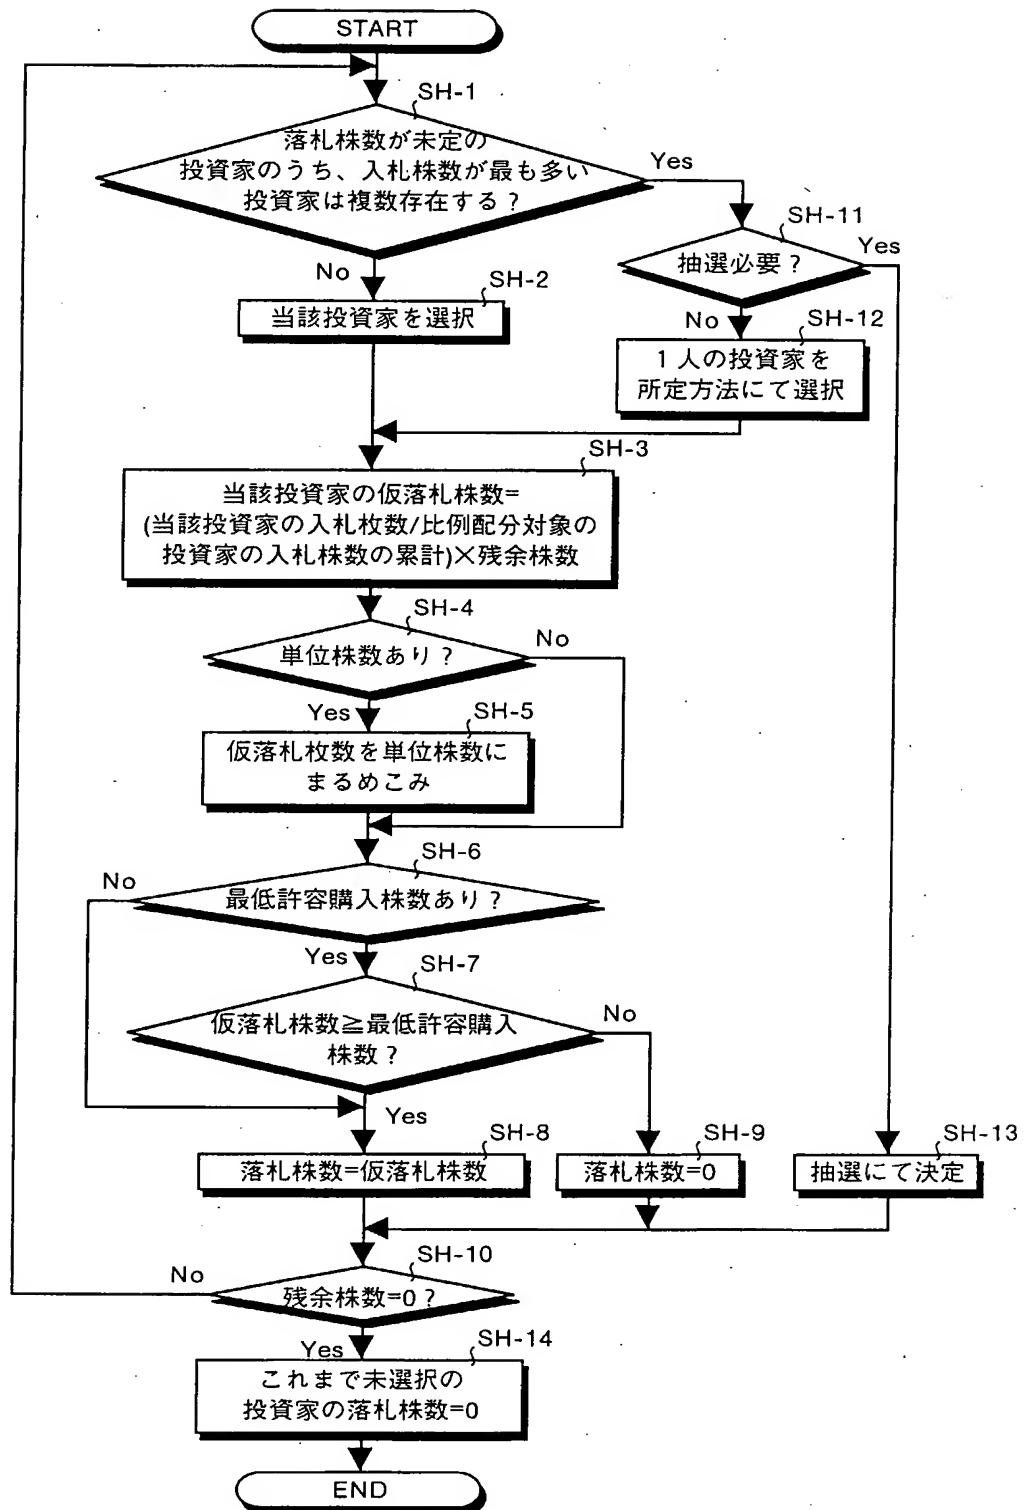 START
SH-1
落札株数が未定の
投資家のうち、入札株数が最も多い
投資家は複数存在する？
Yes
No
SH-11
抽選必要？
Yes
No
SH-2
当該投資家を選択
SH-12
1人の投資家を
所定方法にて選択
SH-3
当該投資家の仮落札株数=
(当該投資家の入札枚数/比例配分対象の
投資家の入札株数の累計)×残余株数
SH-4
単位株数あり？
No
Yes
SH-5
仮落札枚数を単位株数に
まるめこみ
SH-6
最低許容購入株数あり？
No
Yes
SH-7
仮落札株数≧最低許容購入
株数？
No
Yes
SH-8
落札株数=仮落札株数
SH-9
落札株数=0
SH-13
抽選にて決定
SH-10
残余株数=0？
No
Yes
SH-14
これまで未選択の
投資家の落札株数=0
END